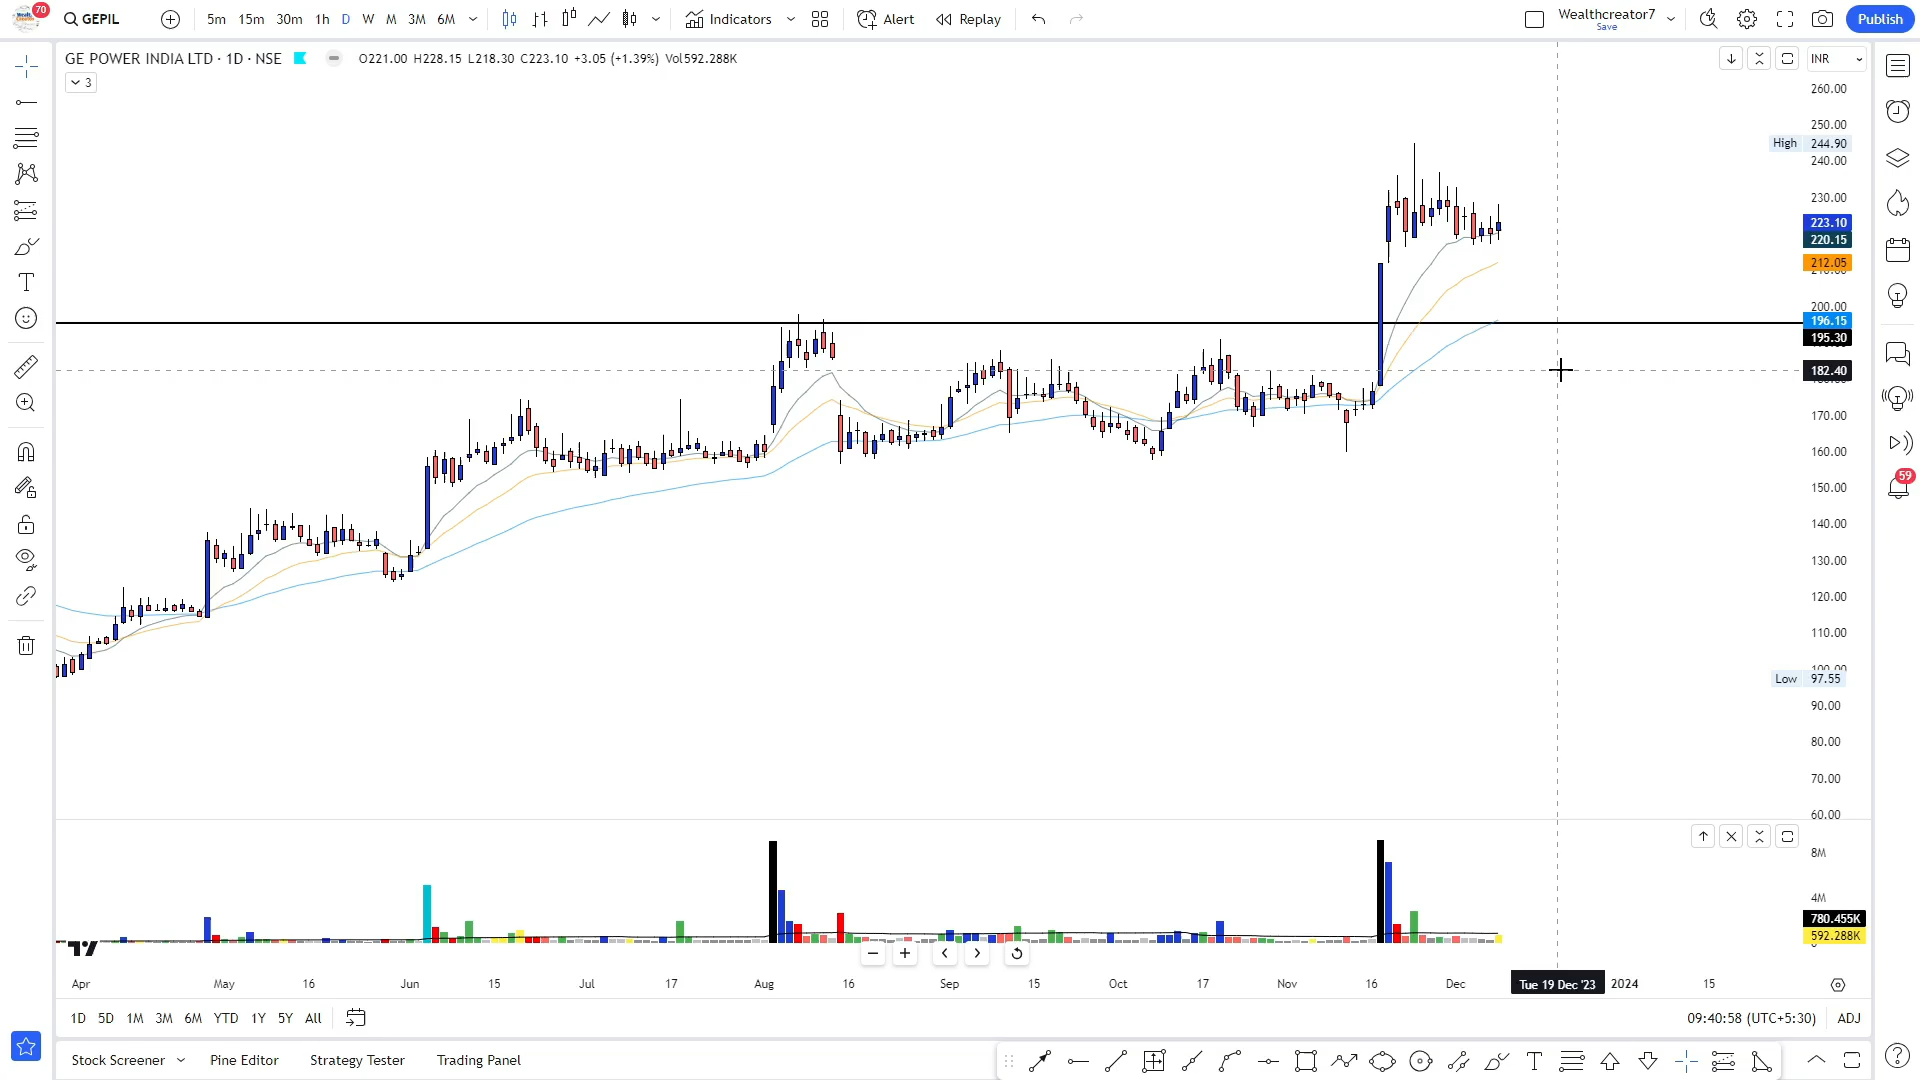 70 GEPIL 5m 15m 30m 1h D W M 3M 6M Indicators Alert Replay Wealthcreator7 Save Publish
GE POWER INDIA LTD · 1D · NSE O221.00 H228.15 L218.30 C223.10 +3.05 (+1.39%) Vol592.288K INR
3
260.00
250.00
High 244.90
240.00
230.00
223.10
220.15
212.05
200.00
196.15
195.30
182.40
170.00
160.00
150.00
140.00
130.00
120.00
110.00
Low 97.55
90.00
80.00
70.00
60.00
59
8M
4M
780.455K
592.288K
Apr May 16 Jun 15 Jul 17 Aug 16 Sep 15 Oct 17 Nov 16 Dec Tue 19 Dec '23 2024 15
1D 5D 1M 3M 6M YTD 1Y 5Y All 09:40:58 (UTC+5:30) ADJ
Stock Screener Pine Editor Strategy Tester Trading Panel